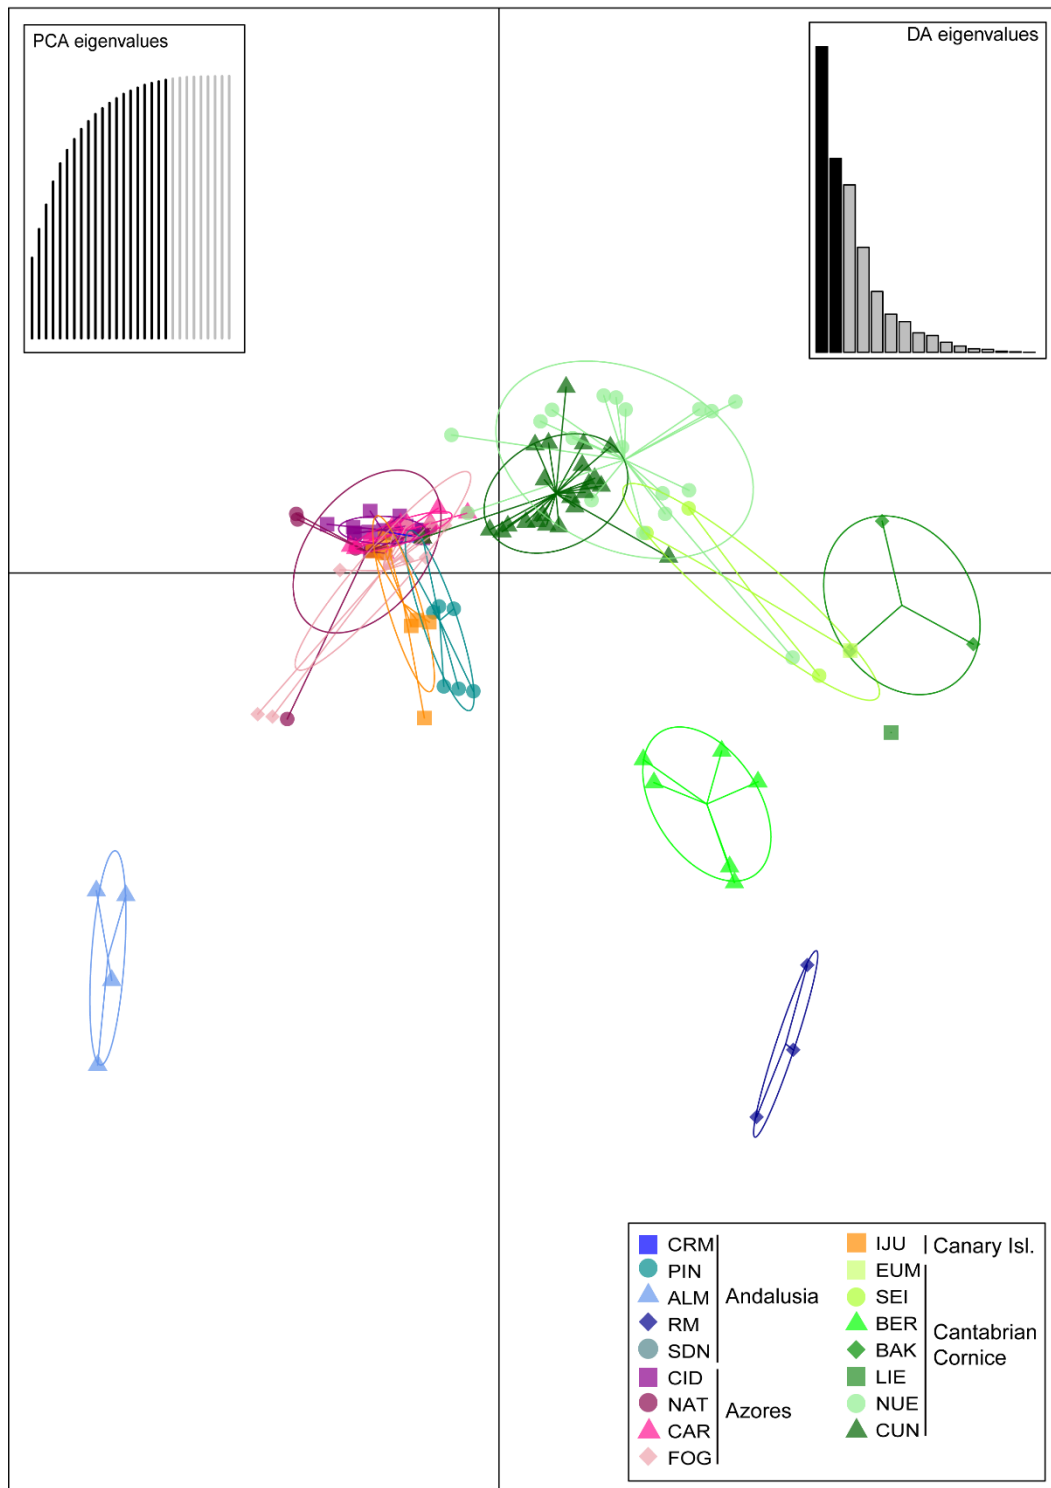 PCA eigenvalues
DA eigenvalues
CRM
PIN
ALM
RM
SDN
Andalusia
CID
NAT
CAR
FOG
Azores
IJU
Canary Isl.
EUM
SEI
BER
BAK
LIE
NUE
CUN
Cantabrian
Cornice